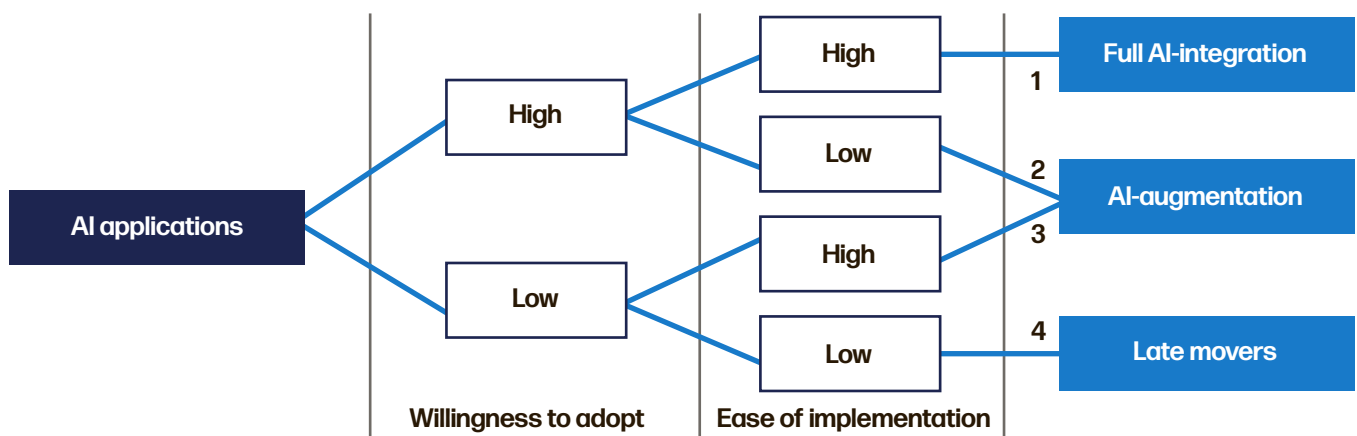 High
Full AI-integration
1
High
Low
2
AI-augmentation
AI applications
3
High
Low
4
Low
Late movers
Willingness to adopt
Ease of implementation